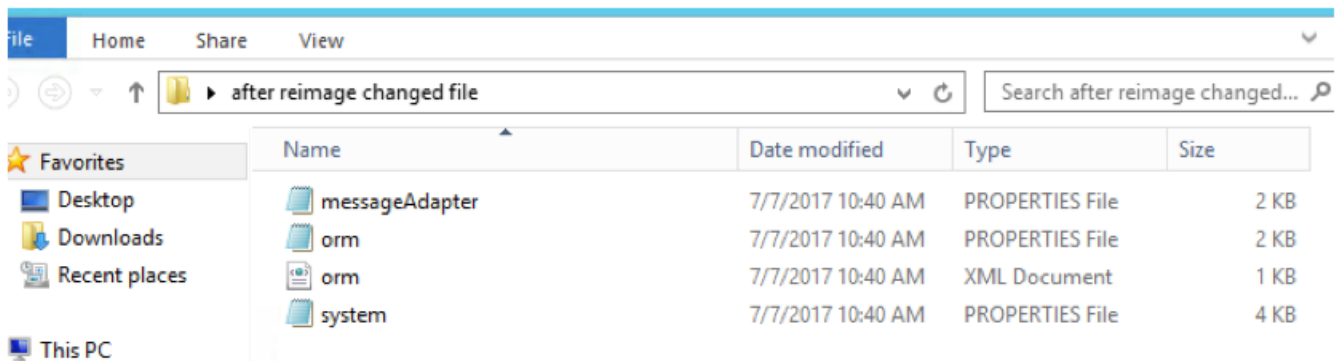 File Home Share View
after reimage changed file Search after reimage changed...
Name Date modified Type Size
Favorites
Desktop messageAdapter 7/7/2017 10:40 AM PROPERTIES File 2 KB
Downloads orm 7/7/2017 10:40 AM PROPERTIES File 2 KB
Recent places orm 7/7/2017 10:40 AM XML Document 1 KB
system 7/7/2017 10:40 AM PROPERTIES File 4 KB
This PC